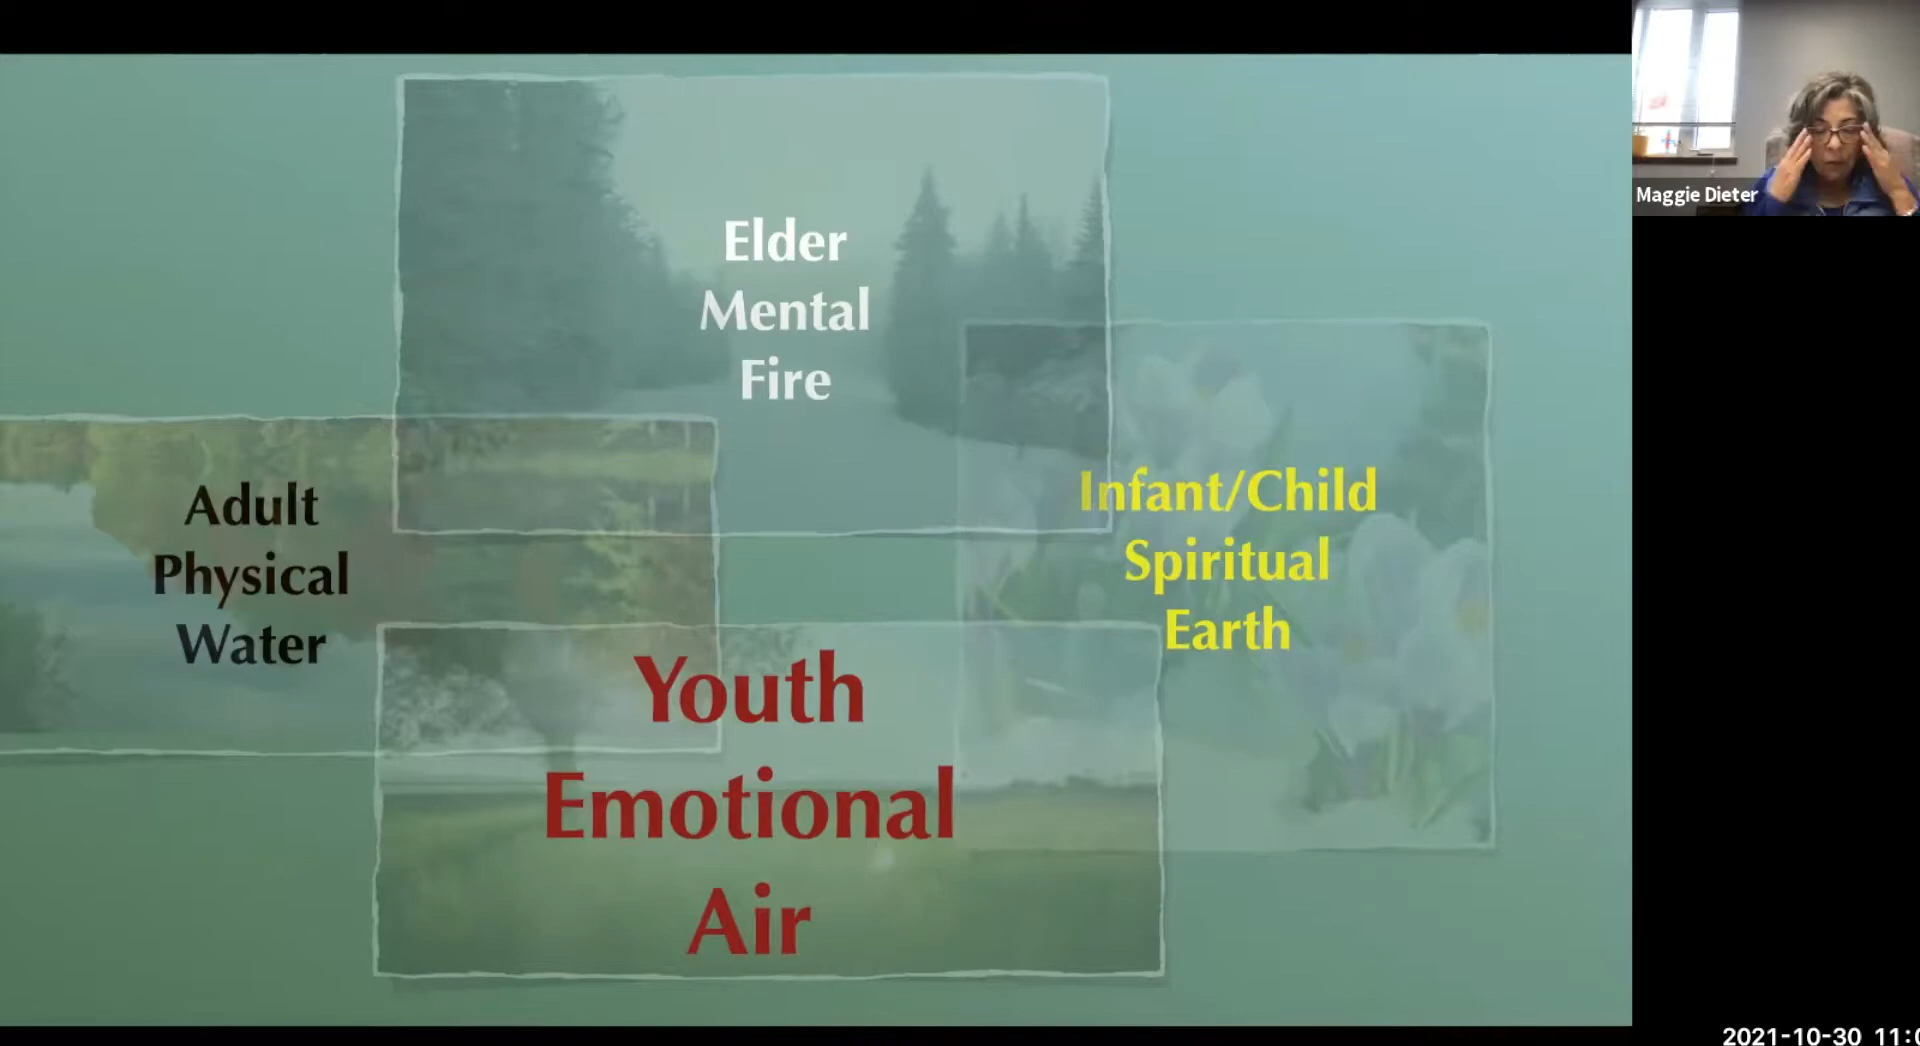 Elder
Mental
Fire
Adult
Physical
Water
Infant/Child
Spiritual
Earth
Youth
Emotional
Air
Maggie Dieter
2021-10-30